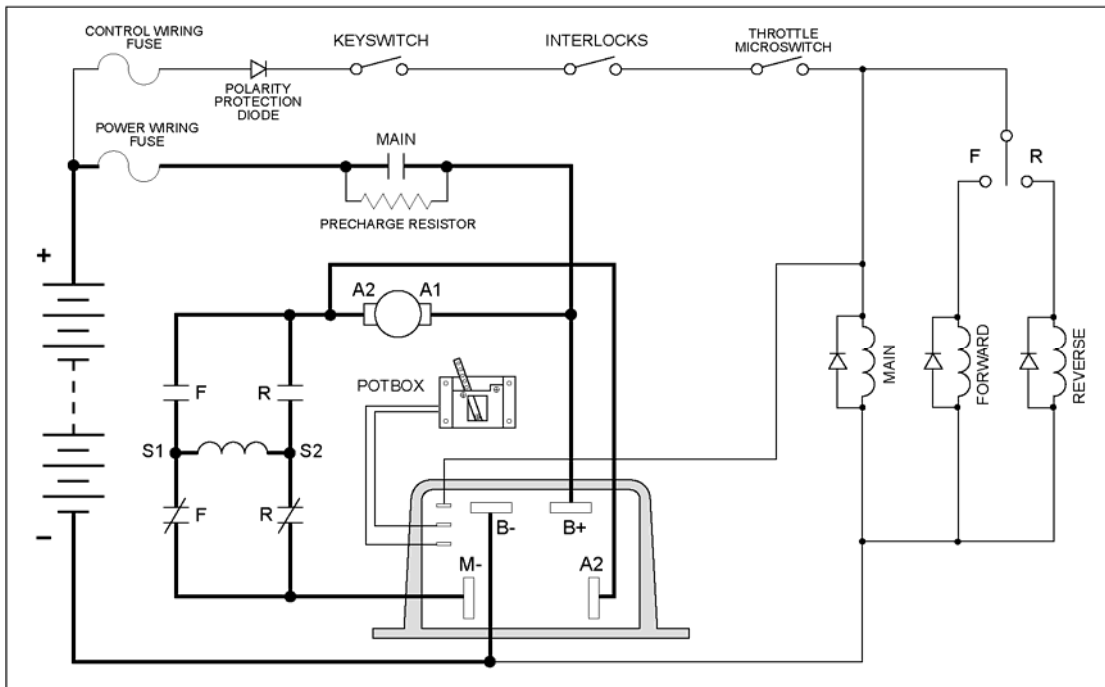 CONTROL WIRING
FUSE
KEYSWITCH
INTERLOCKS
THROTTLE
MICROSWITCH
POLARITY
PROTECTION
DIODE
POWER WIRING
FUSE
MAIN
F
R
PRECHARGE RESISTOR
+
A2
A1
MAIN
FORWARD
REVERSE
POTBOX
F
R
S1
S2
F
R
B-
B+
–
M-
A2